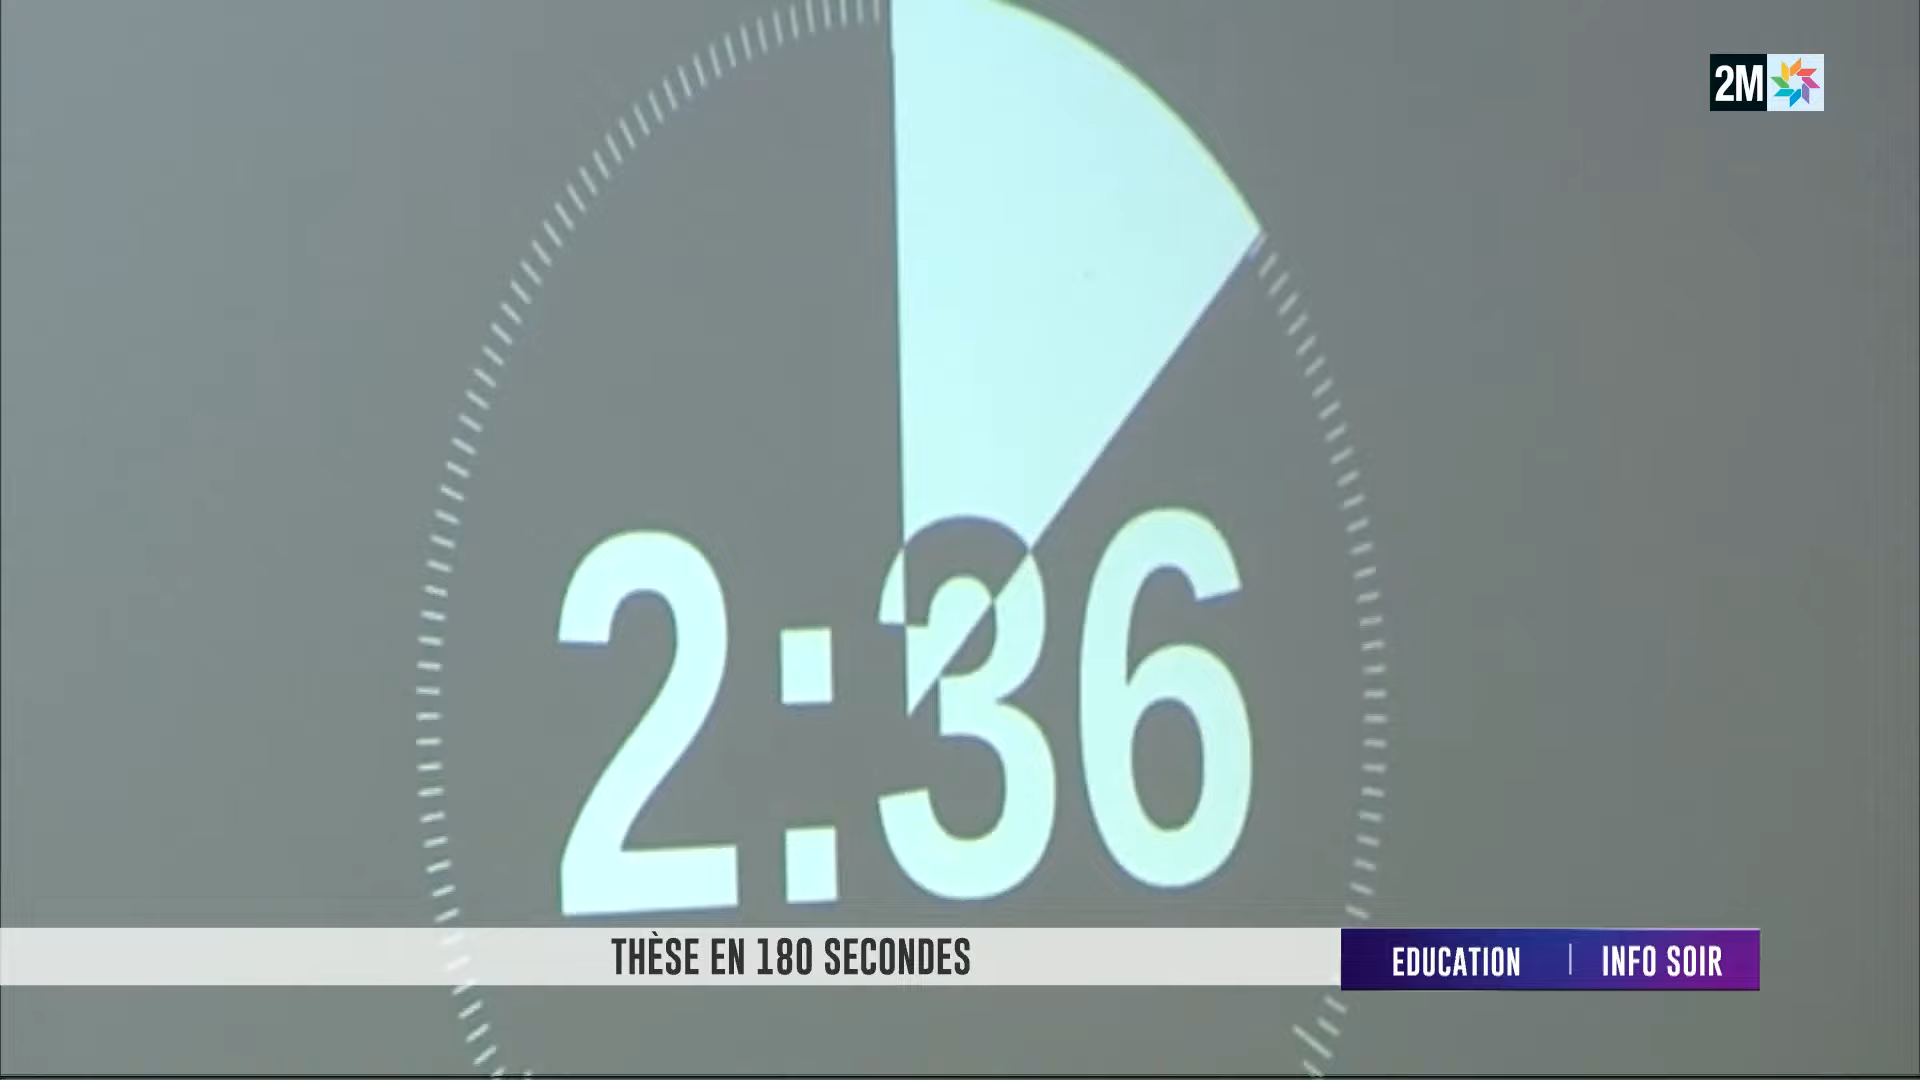 2M
2:36
THÈSE EN 180 SECONDES
EDUCATION | INFO SOIR